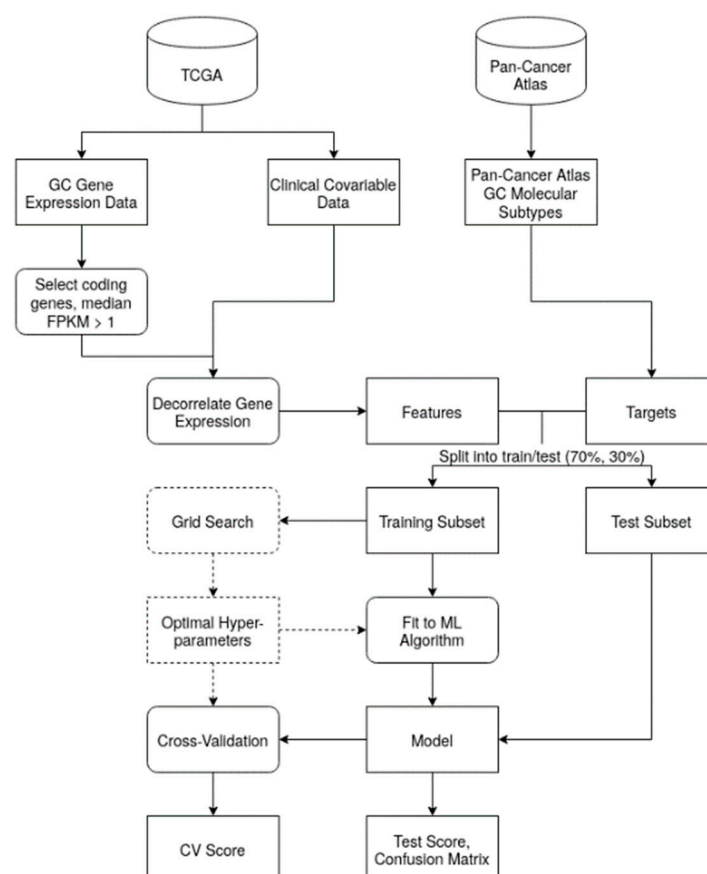 TCGA
Pan-Cancer
Atlas
GC Gene
Expression Data
Clinical Covariable
Data
Pan-Cancer Atlas
GC Molecular
Subtypes
Select coding
genes, median
FPKM > 1
Decorrelate Gene
Expression
Features
Targets
Split into train/test (70%, 30%)
Grid Search
Training Subset
Test Subset
Optimal Hyper-
parameters
Fit to ML
Algorithm
Cross-Validation
Model
CV Score
Test Score,
Confusion Matrix